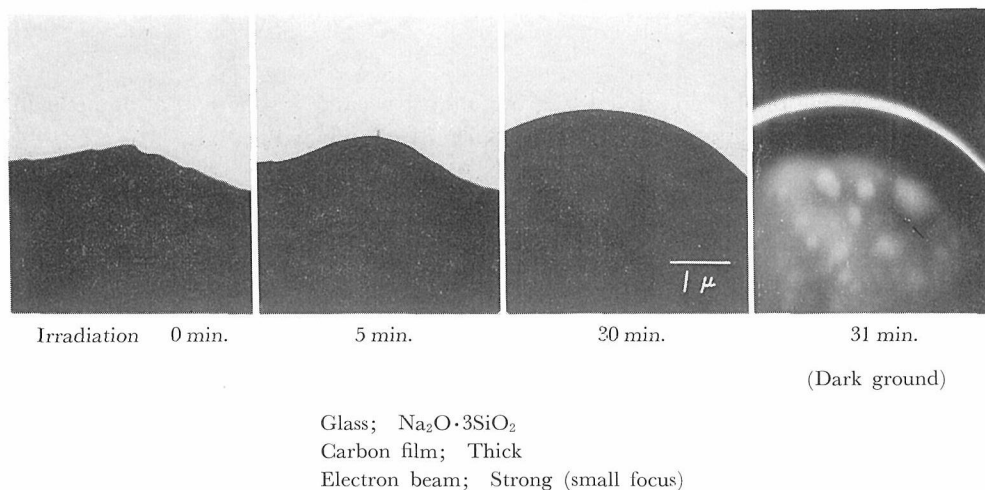 1 μ
Irradiation 0 min.
5 min.
30 min.
31 min.
(Dark ground)
Glass; Na₂O·3SiO₂
Carbon film; Thick
Electron beam; Strong (small focus)